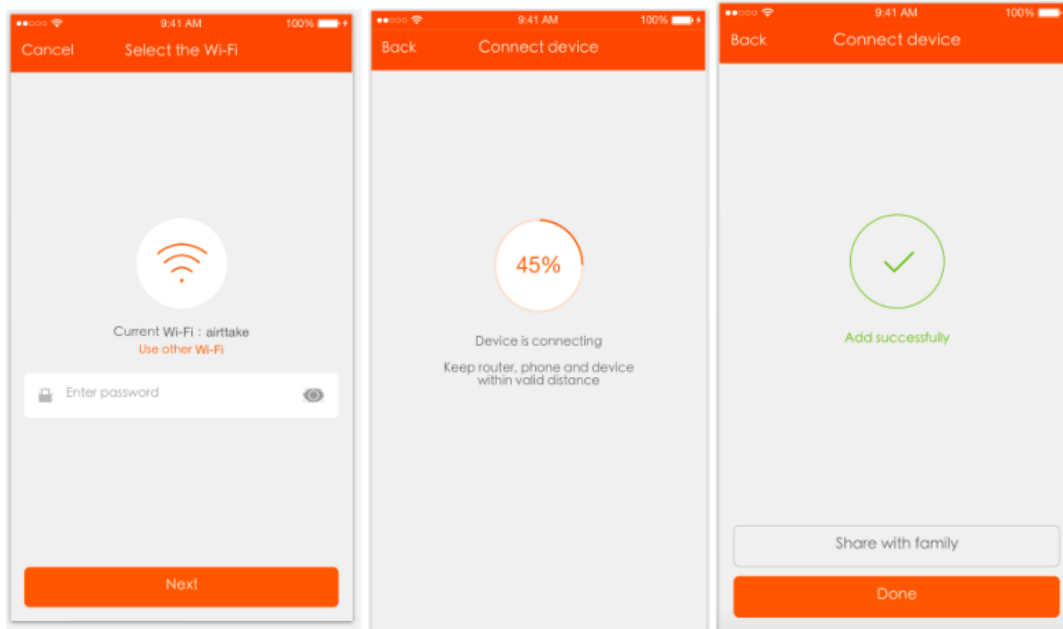 9:41 AM 100%
Cancel Select the Wi-Fi
Current Wi-Fi : airttake
Use other Wi-Fi
Enter password
Next
9:41 AM 100%
Back Connect device
45%
Device is connecting
Keep router, phone and device
within valid distance
9:41 AM 100%
Back Connect device
Add successfully
Share with family
Done